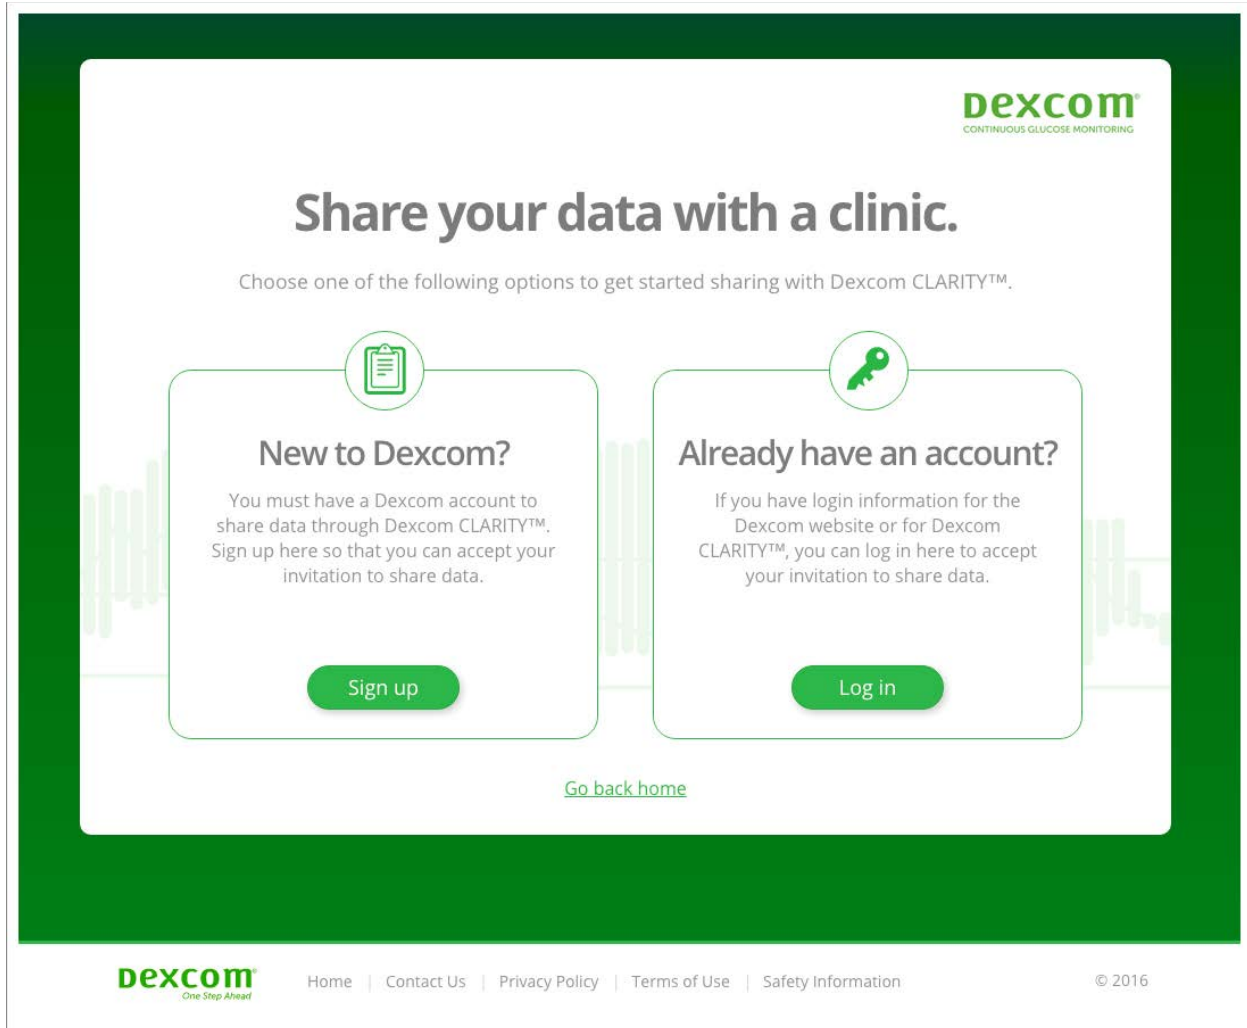 Dexcom®
CONTINUOUS GLUCOSE MONITORING
Share your data with a clinic.
Choose one of the following options to get started sharing with Dexcom CLARITY™.
New to Dexcom?
You must have a Dexcom account to
share data through Dexcom CLARITY™.
Sign up here so that you can accept your
invitation to share data.
Sign up
Already have an account?
If you have login information for the
Dexcom website or for Dexcom
CLARITY™, you can log in here to accept
your invitation to share data.
Log in
Go back home
Dexcom®
One Step Ahead
Home | Contact Us | Privacy Policy | Terms of Use | Safety Information
© 2016